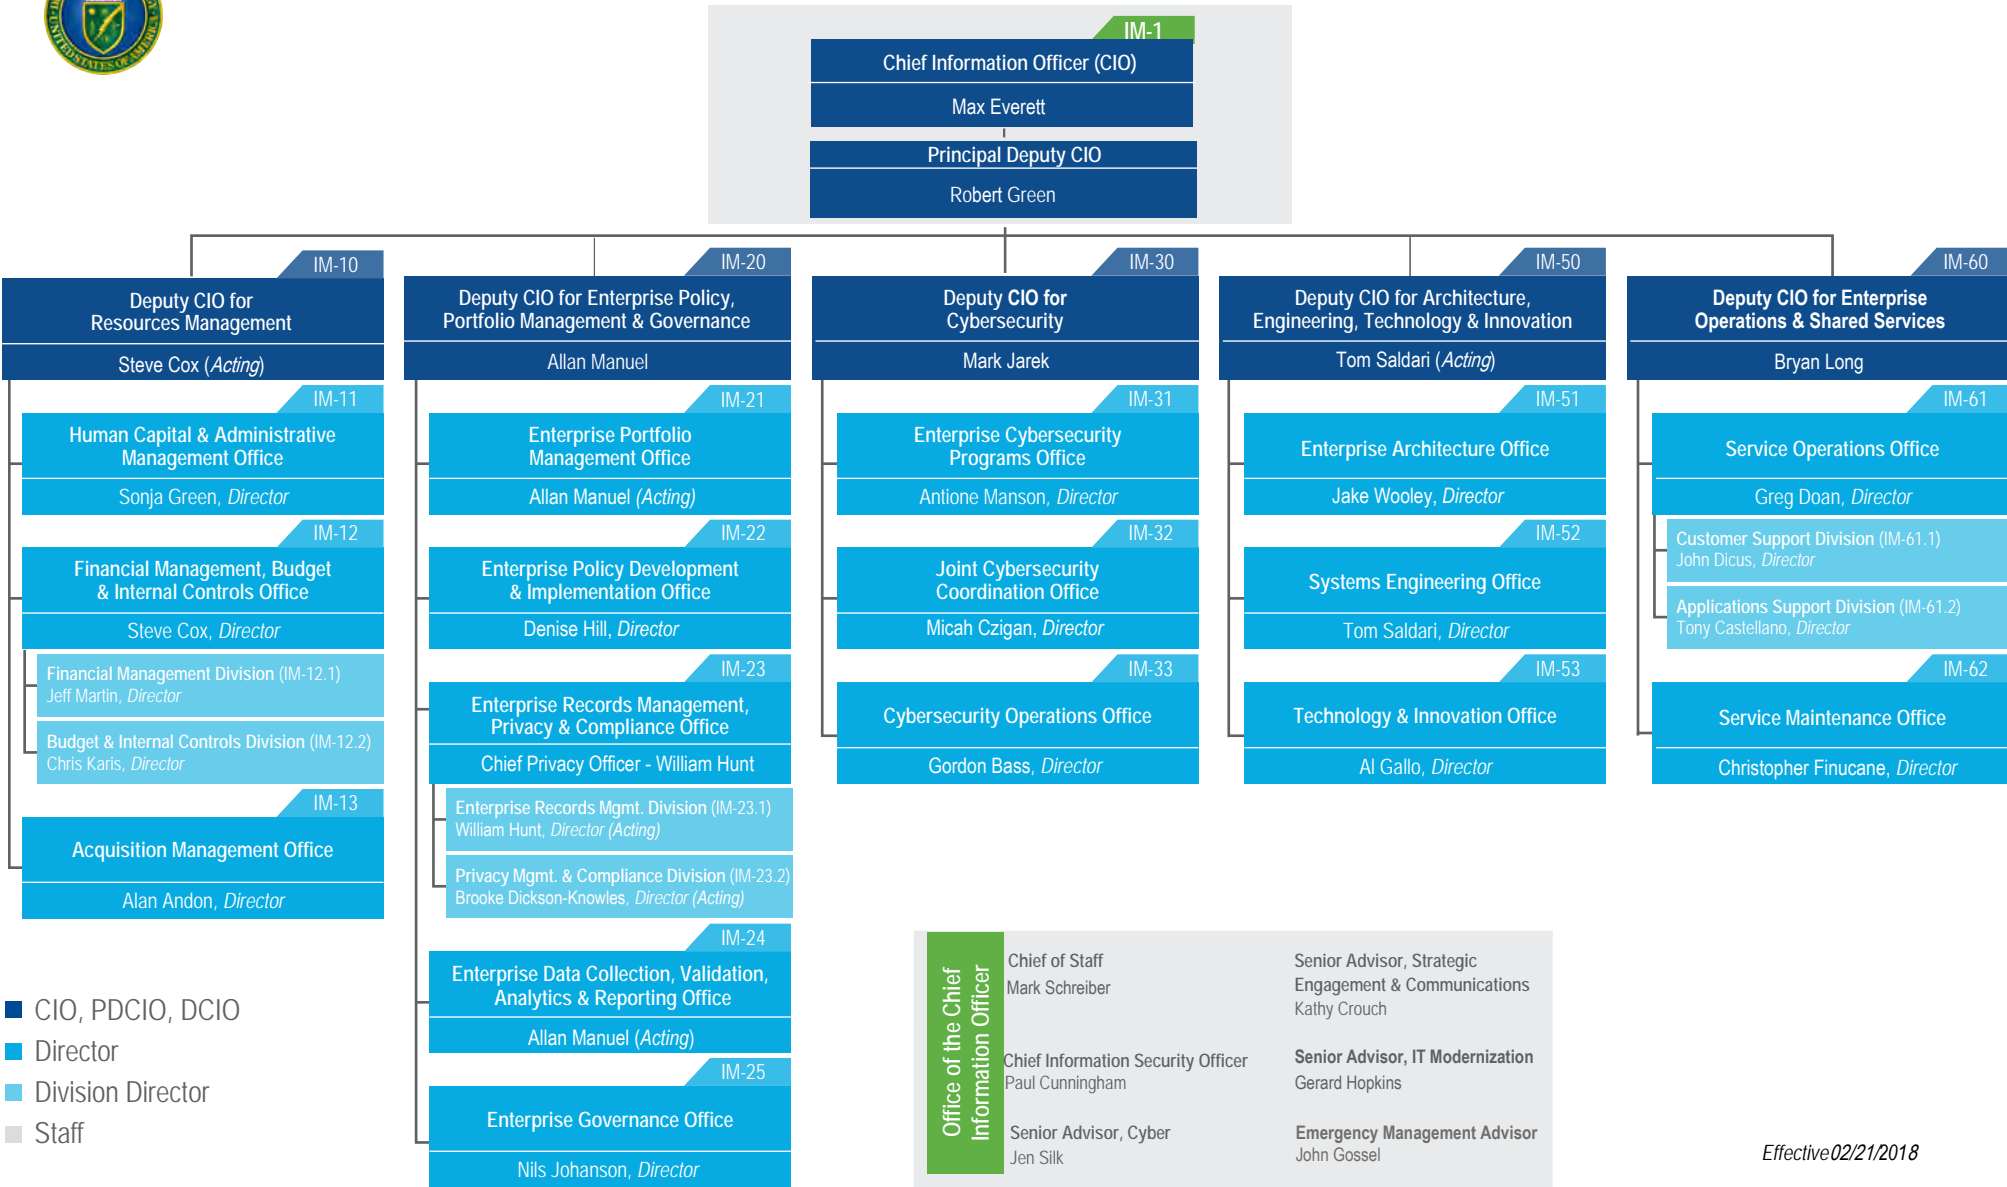 UNITED STATES OF AMERICA
IM-1
Chief Information Officer (CIO)
Max Everett
Principal Deputy CIO
Robert Green
IM-10
Deputy CIO for
Resources Management
Steve Cox (Acting)
IM-11
Human Capital & Administrative
Management Office
Sonja Green, Director
IM-12
Financial Management, Budget
& Internal Controls Office
Steve Cox, Director
Financial Management Division (IM-12.1)
Jeff Martin, Director
Budget & Internal Controls Division (IM-12.2)
Chris Karis, Director
IM-13
Acquisition Management Office
Alan Andon, Director
IM-20
Deputy CIO for Enterprise Policy,
Portfolio Management & Governance
Allan Manuel
IM-21
Enterprise Portfolio
Management Office
Allan Manuel (Acting)
IM-22
Enterprise Policy Development
& Implementation Office
Denise Hill, Director
IM-23
Enterprise Records Management,
Privacy & Compliance Office
Chief Privacy Officer - William Hunt
Enterprise Records Mgmt. Division (IM-23.1)
William Hunt, Director (Acting)
Privacy Mgmt. & Compliance Division (IM-23.2)
Brooke Dickson-Knowles, Director (Acting)
IM-24
Enterprise Data Collection, Validation,
Analytics & Reporting Office
Allan Manuel (Acting)
IM-25
Enterprise Governance Office
Nils Johanson, Director
IM-30
Deputy CIO for
Cybersecurity
Mark Jarek
IM-31
Enterprise Cybersecurity
Programs Office
Antione Manson, Director
IM-32
Joint Cybersecurity
Coordination Office
Micah Czigan, Director
IM-33
Cybersecurity Operations Office
Gordon Bass, Director
IM-50
Deputy CIO for Architecture,
Engineering, Technology & Innovation
Tom Saldari (Acting)
IM-51
Enterprise Architecture Office
Jake Wooley, Director
IM-52
Systems Engineering Office
Tom Saldari, Director
IM-53
Technology & Innovation Office
Al Gallo, Director
IM-60
Deputy CIO for Enterprise
Operations & Shared Services
Bryan Long
IM-61
Service Operations Office
Greg Doan, Director
Customer Support Division (IM-61.1)
John Dicus, Director
Applications Support Division (IM-61.2)
Tony Castellano, Director
IM-62
Service Maintenance Office
Christopher Finucane, Director
CIO, PDCIO, DCIO
Director
Division Director
Staff
Office of the Chief
Information Officer
Chief of Staff
Mark Schreiber
Chief Information Security Officer
Paul Cunningham
Senior Advisor, Cyber
Jen Silk
Senior Advisor, Strategic
Engagement & Communications
Kathy Crouch
Senior Advisor, IT Modernization
Gerard Hopkins
Emergency Management Advisor
John Gossel
Effective 02/21/2018